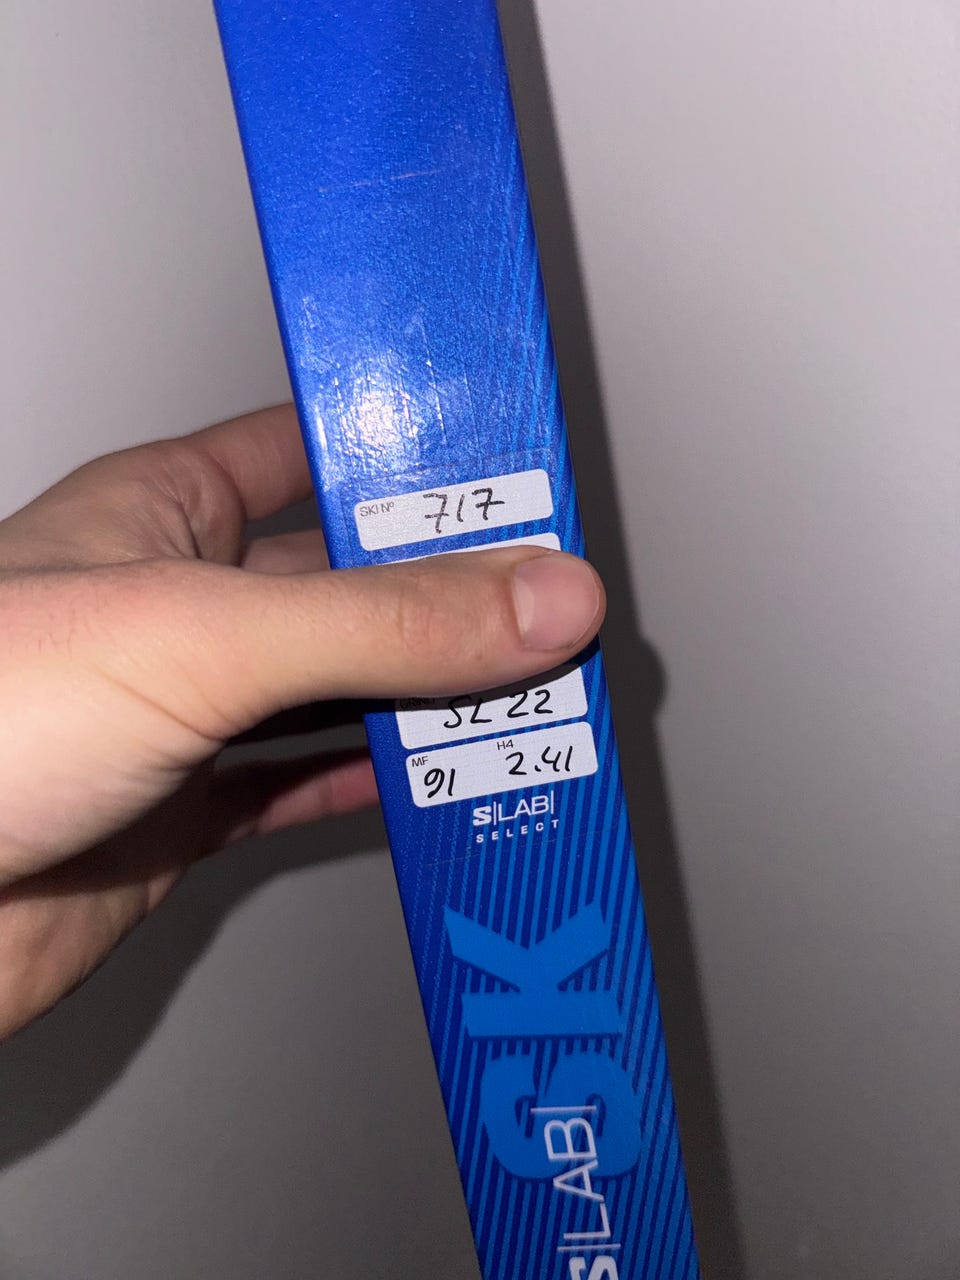 SKI Nº 717
SL 22
MF 91 H4 2.41
S|LAB|
SELECT
SK
S|LAB|